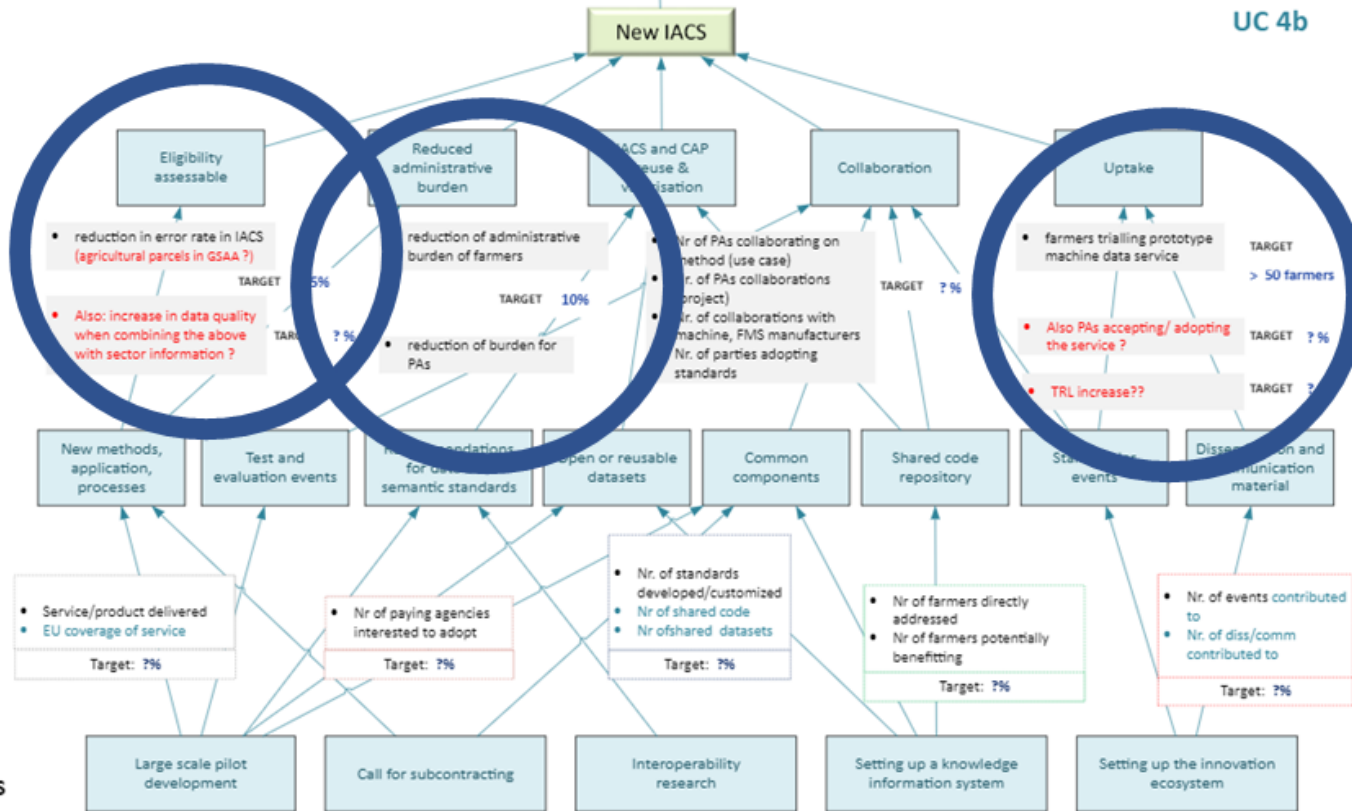 UC 4b
New IACS
Eligibility
assessable
Reduced
administrative
burden
IACS and CAP
reuse &
Collaboration
Uptake
• reduction in error rate in IACS
(agricultural parcels in GSAA ?)
TARGET 5%
• Also: increase in data quality
when combining the above
with sector information ?
? %
reduction of administrative
burden of farmers
TARGET 10%
• reduction of burden for
PAs
• Nr of PAs collaborating on
method (use case)
• Nr. of PAs collaborations
project)
• Nr. of collaborations with
machine, FMS manufacturers
Nr. of parties adopting
standards
TARGET ? %
• farmers trialling prototype
machine data service
TARGET
> 50 farmers
• Also PAs accepting/ adopting
the service ?
TARGET ? %
• TRL increase??
TARGET ?
New methods,
application,
processes
Test and
evaluation events
for
semantic standards
Open or reusable
datasets
Common
components
Shared code
repository
events
and
material
• Service/product delivered
• EU coverage of service
Target: ?%
• Nr of paying agencies
interested to adopt
Target: ?%
• Nr. of standards
developed/customized
• Nr of shared code
• Nr ofshared datasets
Target: ?%
• Nr of farmers directly
addressed
• Nr of farmers potentially
benefitting
Target: ?%
• Nr. of events contributed
to
• Nr. of diss/comm
contributed to
Target: ?%
Large scale pilot
development
Call for subcontracting
Interoperability
research
Setting up a knowledge
information system
Setting up the innovation
ecosystem
s